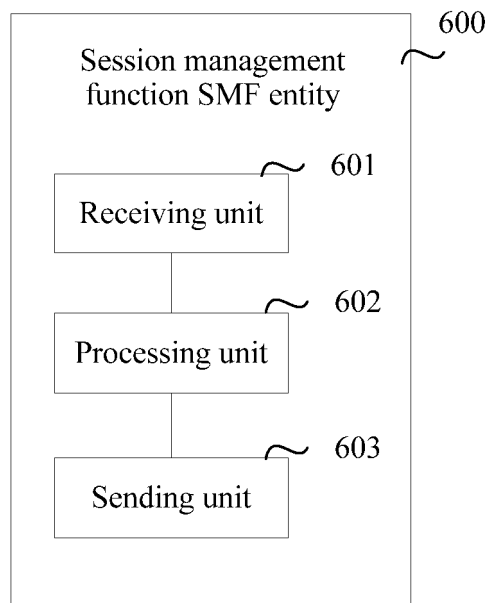 600
Session management
function SMF entity
601
Receiving unit
602
Processing unit
603
Sending unit